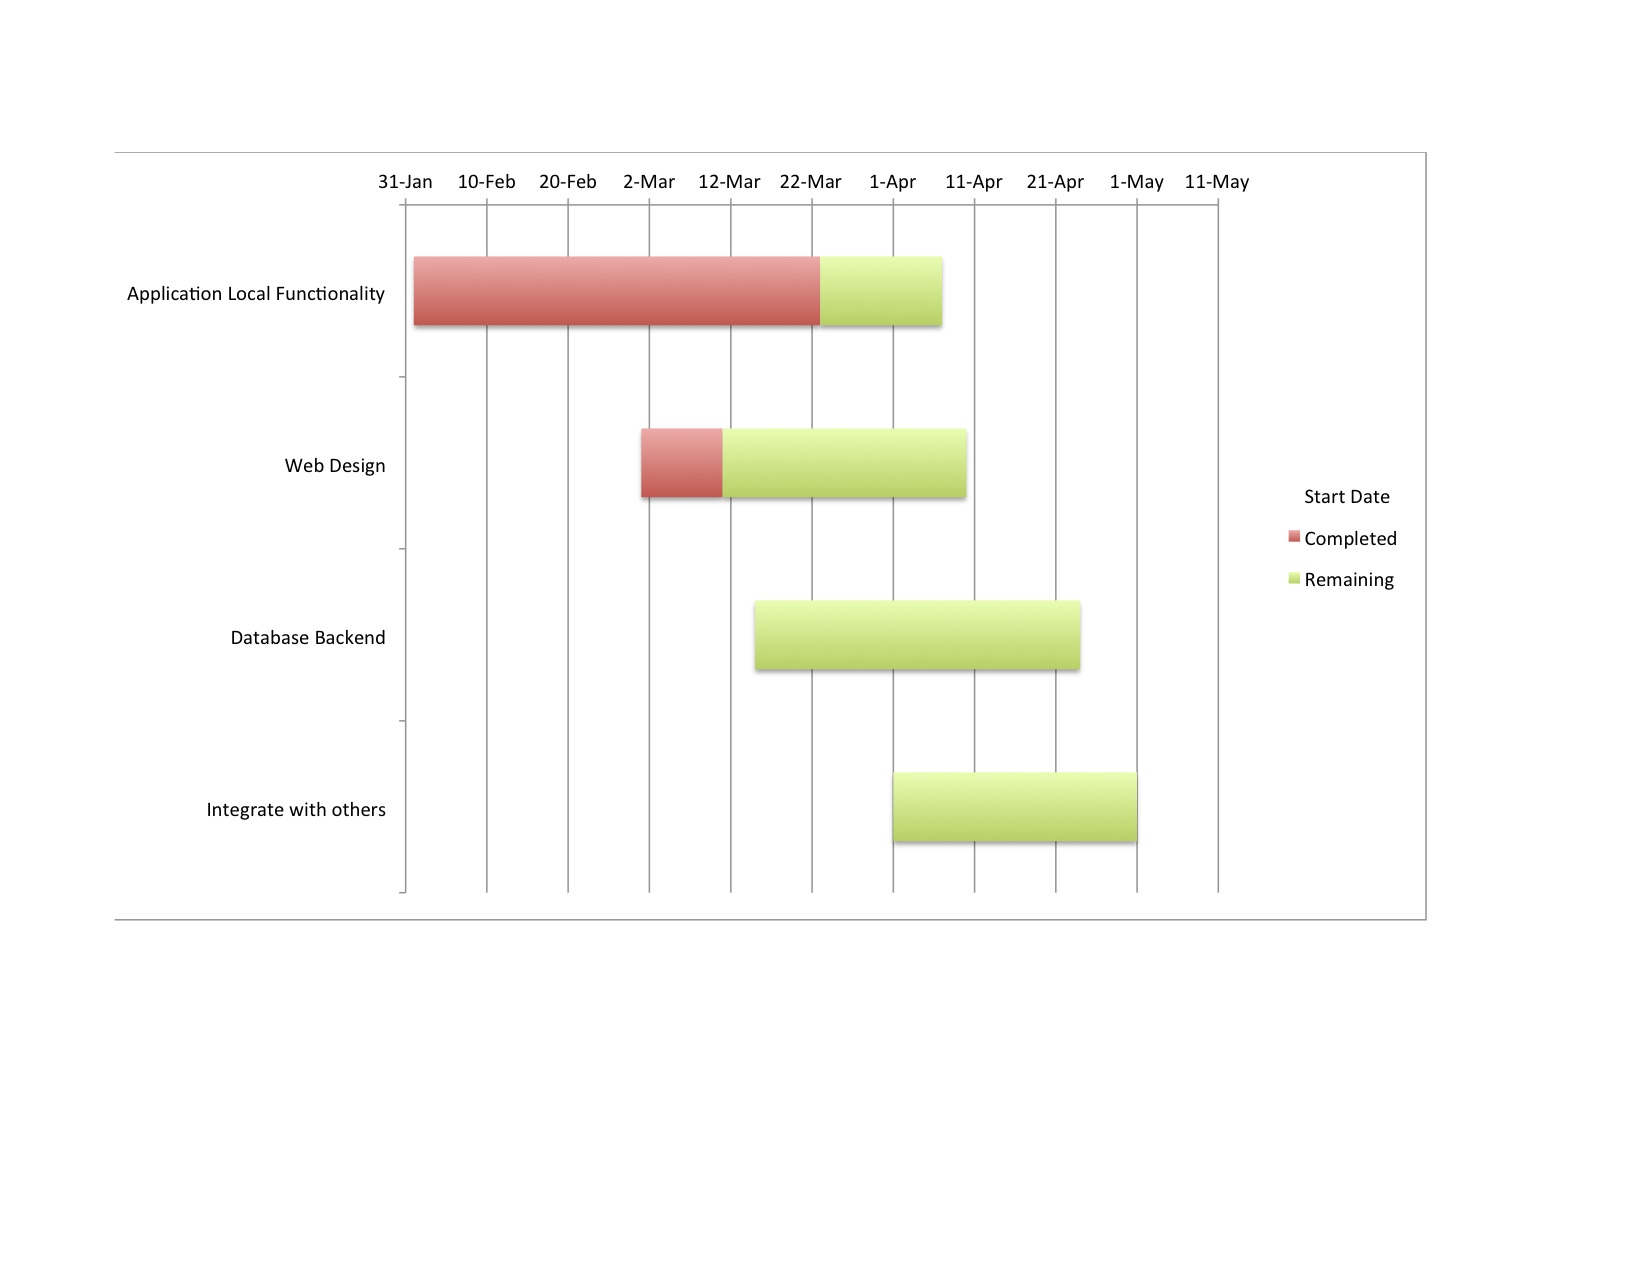 31-Jan 10-Feb 20-Feb 2-Mar 12-Mar 22-Mar 1-Apr 11-Apr 21-Apr 1-May 11-May
Application Local Functionality
Web Design
Database Backend
Integrate with others
Start Date
Completed
Remaining